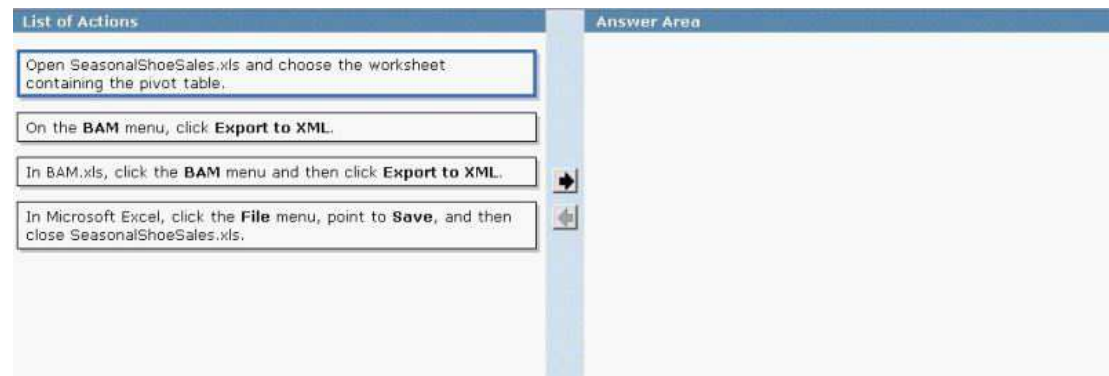 List of Actions
Answer Area
Open SeasonalShoeSales.xls and choose the worksheet
containing the pivot table.
On the BAM menu, click Export to XML.
In BAM.xls, click the BAM menu and then click Export to XML.
In Microsoft Excel, click the File menu, point to Save, and then
close SeasonalShoeSales.xls.